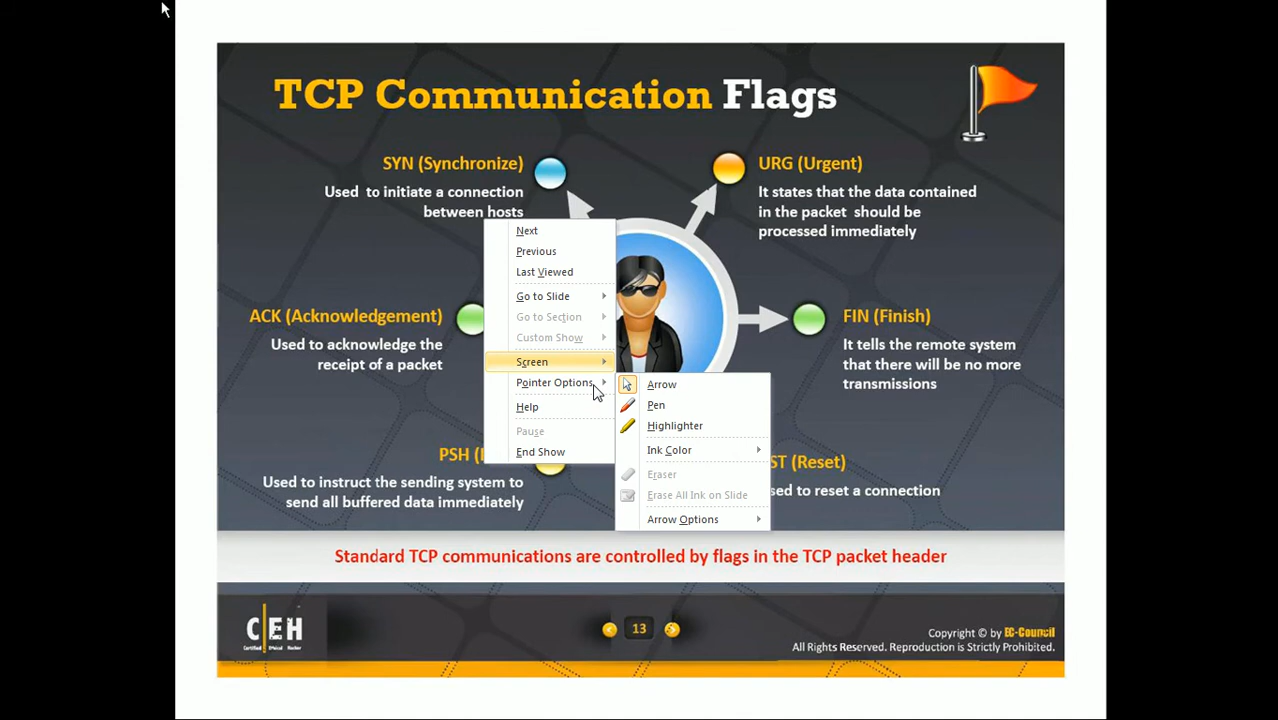 TCP Communication Flags
SYN (Synchronize)
Used to initiate a connection
between hosts
URG (Urgent)
It states that the data contained
in the packet should be
processed immediately
ACK (Acknowledgement)
Used to acknowledge the
receipt of a packet
FIN (Finish)
It tells the remote system
that there will be no more
transmissions
PSH (
Used to instruct the sending system to
send all buffered data immediately
ST (Reset)
sed to reset a connection
Next
Previous
Last Viewed
Go to Slide
Go to Section
Custom Show
Screen
Pointer Options
Help
Pause
End Show
Arrow
Pen
Highlighter
Ink Color
Eraser
Erase All Ink on Slide
Arrow Options
Standard TCP communications are controlled by flags in the TCP packet header
CEH
Certified Ethical Hacker
13
Copyright © by EC-Council
All Rights Reserved. Reproduction is Strictly Prohibited.